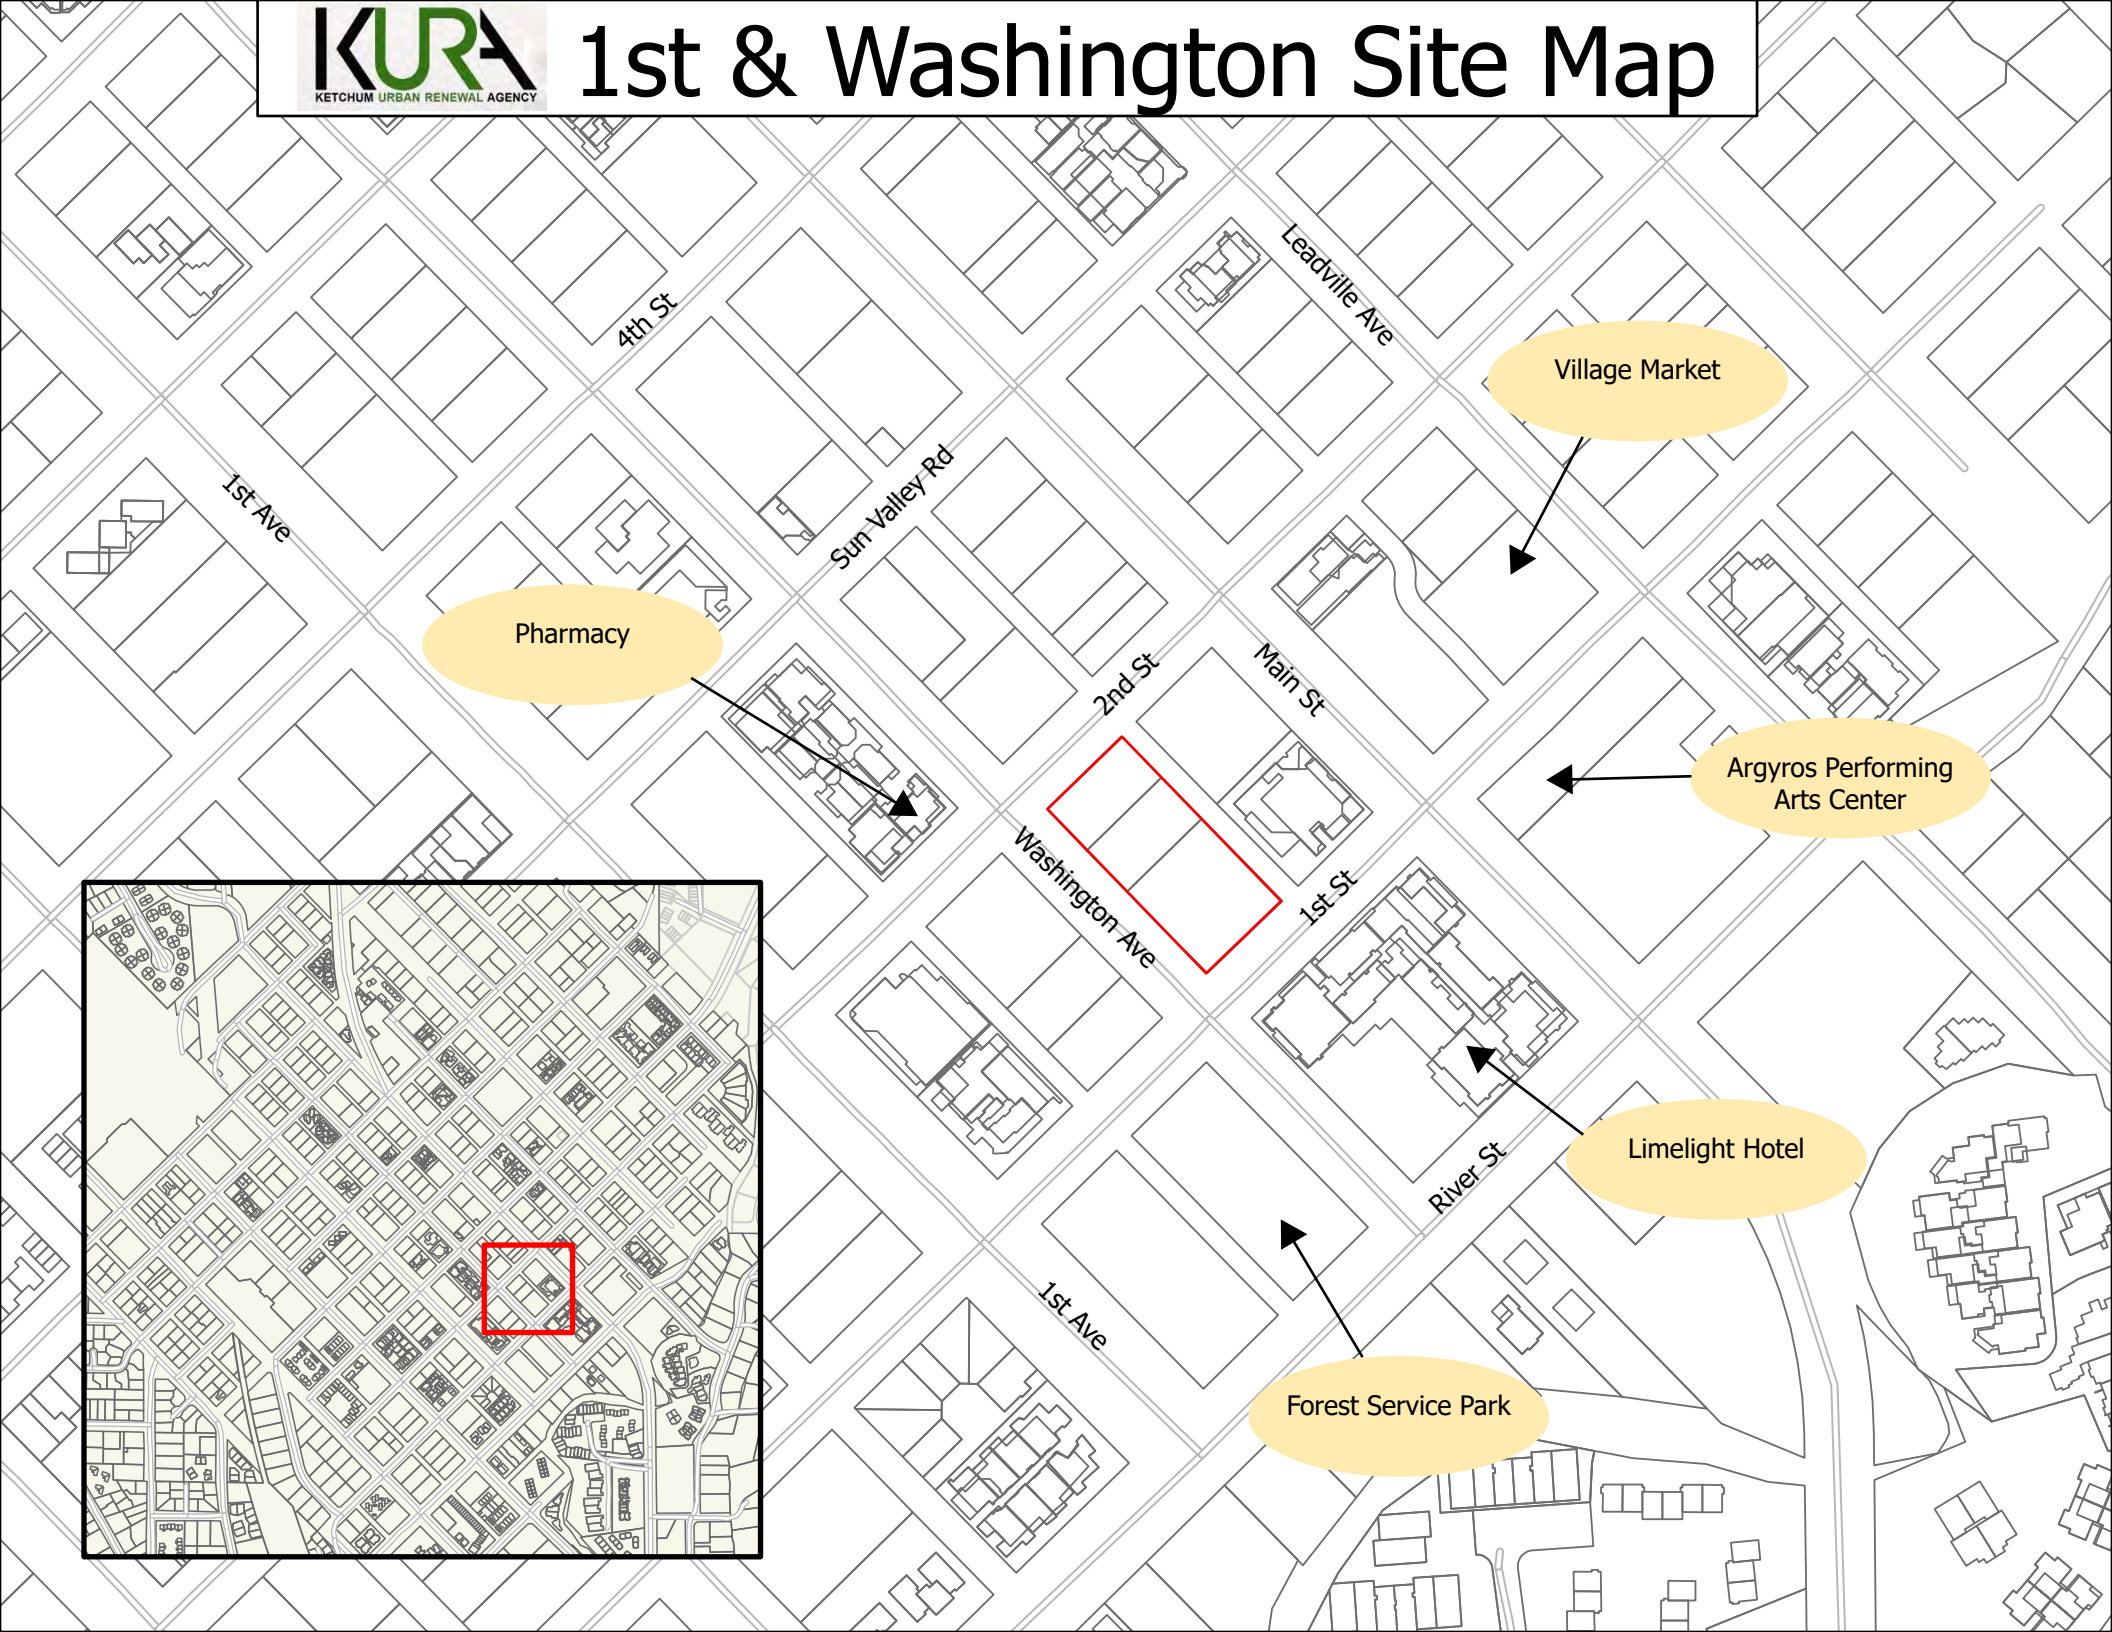 KURA
KETCHUM URBAN RENEWAL AGENCY
1st & Washington Site Map
Leadville Ave
4th St
Village Market
Sun Valley Rd
1st Ave
Pharmacy
2nd St
Main St
Argyros Performing
Arts Center
Washington Ave
1st St
Limelight Hotel
River St
1st Ave
Forest Service Park